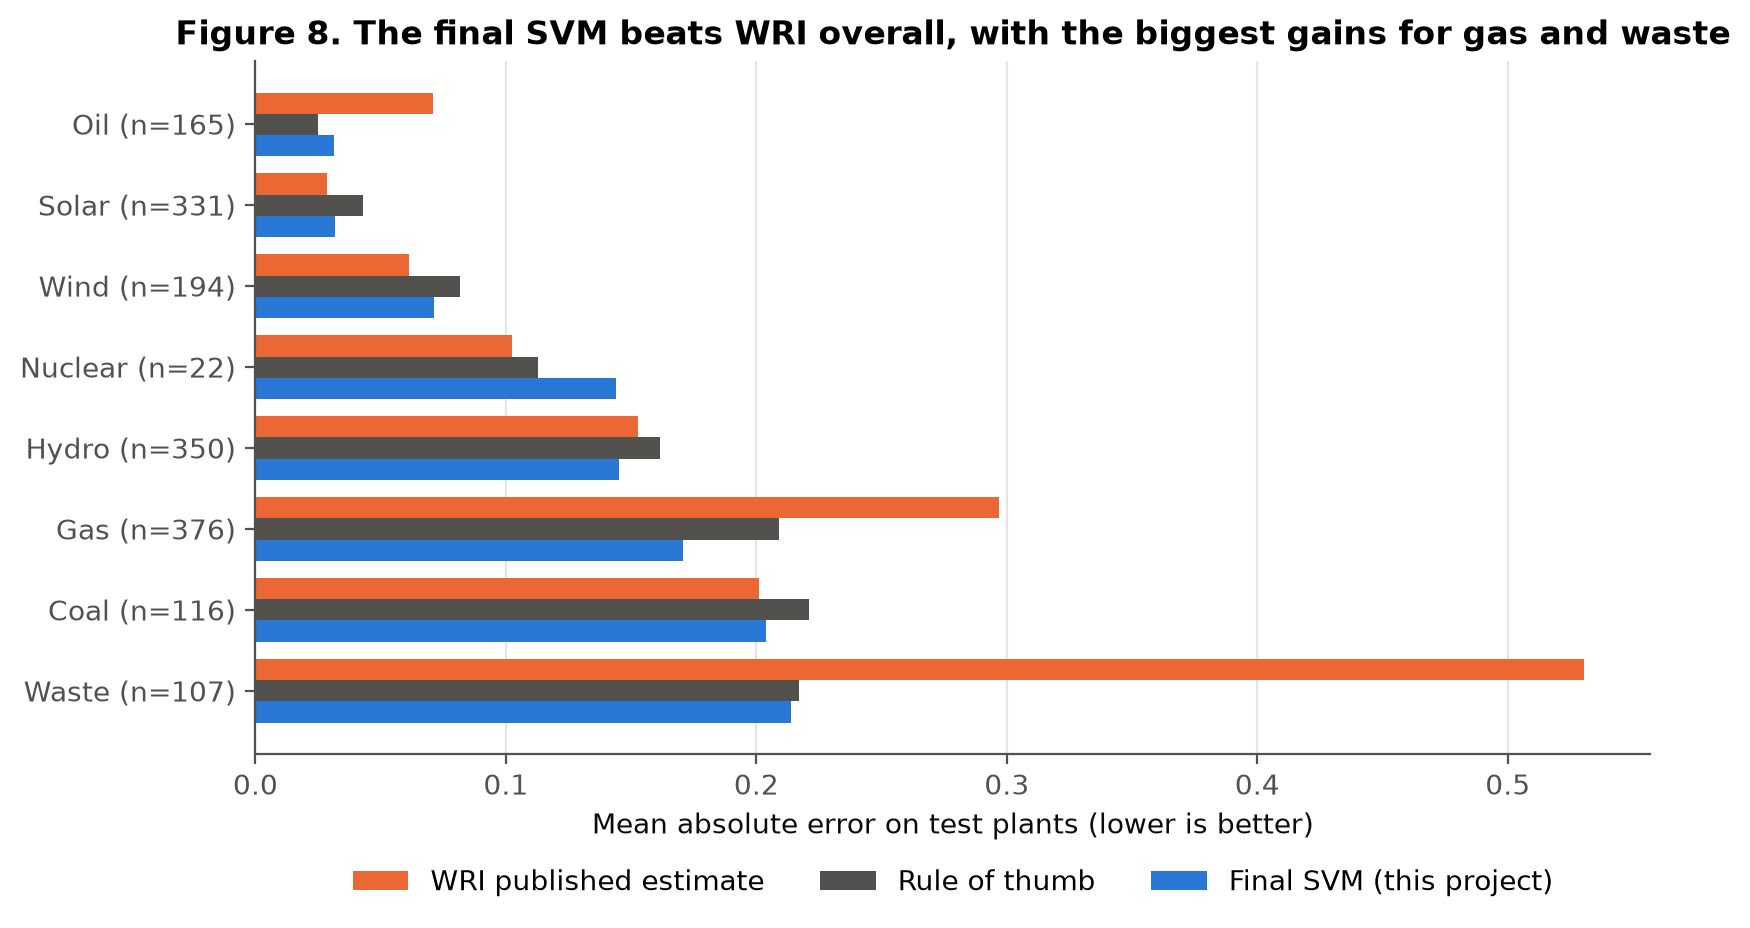 Figure 8. The final SVM beats WRI overall, with the biggest gains for gas and waste
Oil (n=165)
Solar (n=331)
Wind (n=194)
Nuclear (n=22)
Hydro (n=350)
Gas (n=376)
Coal (n=116)
Waste (n=107)
0.0 0.1 0.2 0.3 0.4 0.5
Mean absolute error on test plants (lower is better)
WRI published estimate Rule of thumb Final SVM (this project)